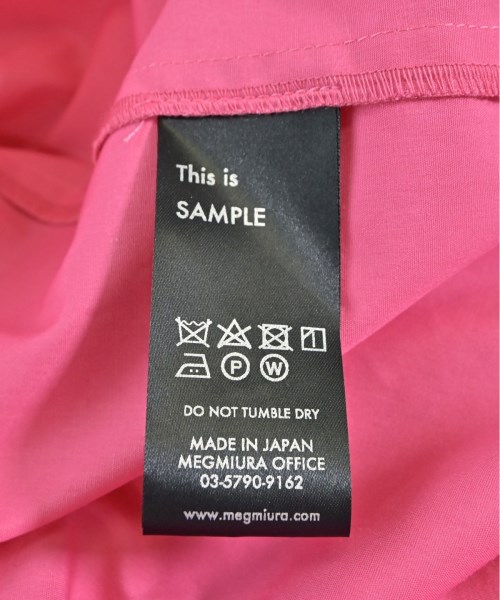 This is
SAMPLE
P W
DO NOT TUMBLE DRY
MADE IN JAPAN
MEGMIURA OFFICE
03-5790-9162
www.megmiura.com